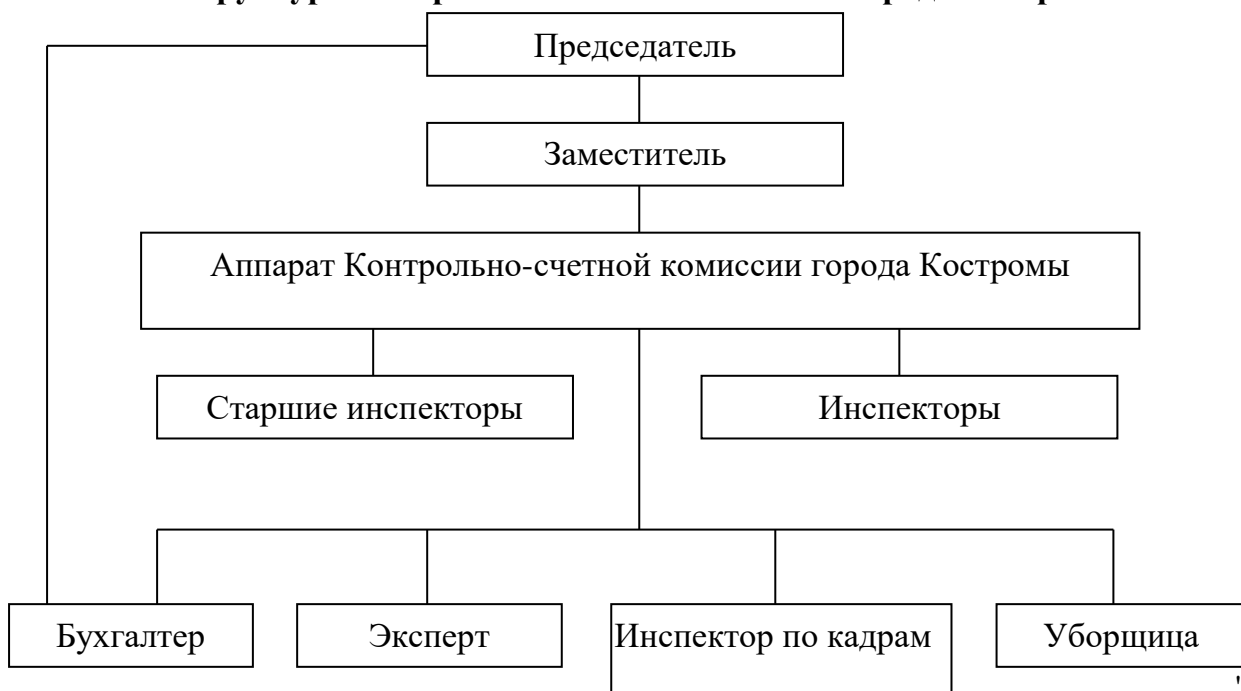 Председатель
Заместитель
Аппарат Контрольно-счетной комиссии города Костромы
Старшие инспекторы
Инспекторы
Бухгалтер
Эксперт
Инспектор по кадрам
Уборщица